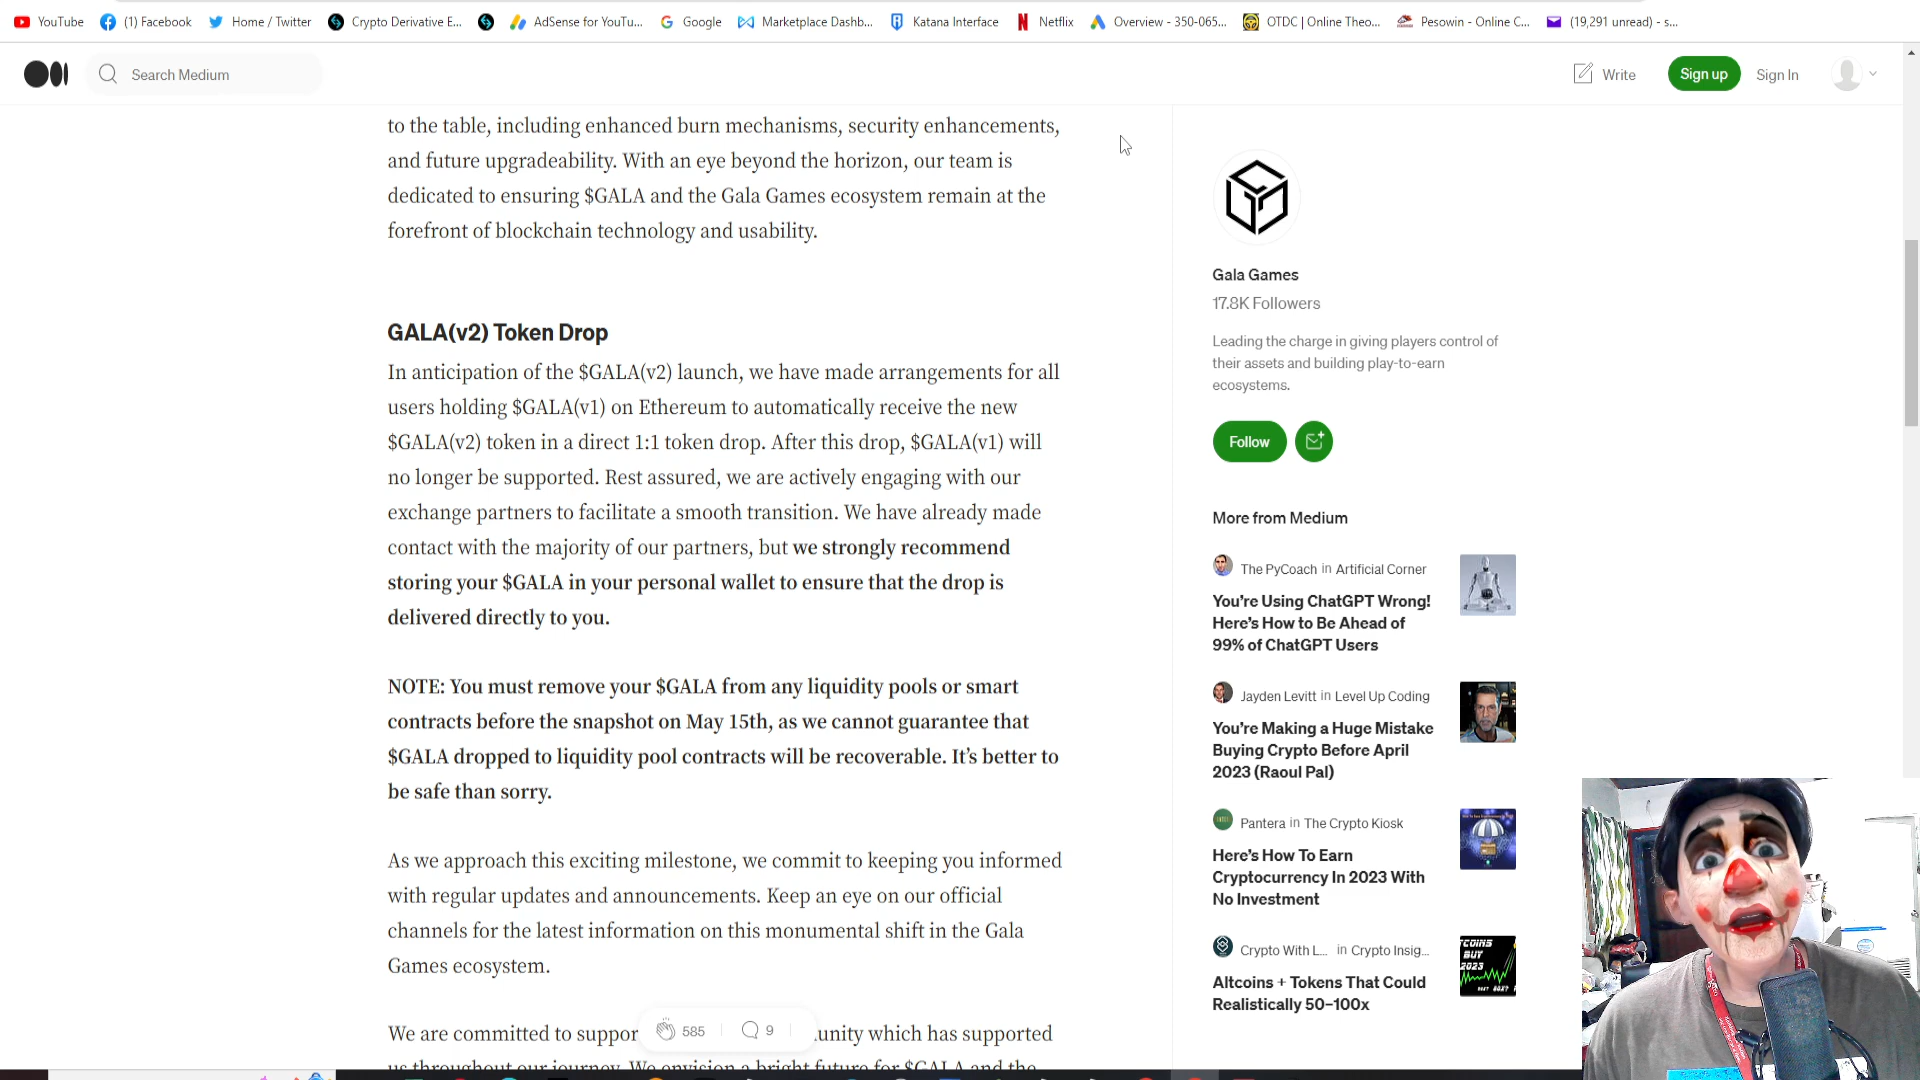 YouTube (1) Facebook Home / Twitter Crypto Derivative E... AdSense for YouTu... Google Marketplace Dashb... Katana Interface Netflix Overview - 350-065... OTDC | Online Theo... Pesowin - Online C... (19,291 unread) - s...
Search Medium
Write
Sign up
Sign In
to the table, including enhanced burn mechanisms, security enhancements,
and future upgradeability. With an eye beyond the horizon, our team is
dedicated to ensuring $GALA and the Gala Games ecosystem remain at the
forefront of blockchain technology and usability.
GALA(v2) Token Drop
In anticipation of the $GALA(v2) launch, we have made arrangements for all
users holding $GALA(v1) on Ethereum to automatically receive the new
$GALA(v2) token in a direct 1:1 token drop. After this drop, $GALA(v1) will
no longer be supported. Rest assured, we are actively engaging with our
exchange partners to facilitate a smooth transition. We have already made
contact with the majority of our partners, but we strongly recommend
storing your $GALA in your personal wallet to ensure that the drop is
delivered directly to you.
NOTE: You must remove your $GALA from any liquidity pools or smart
contracts before the snapshot on May 15th, as we cannot guarantee that
$GALA dropped to liquidity pool contracts will be recoverable. It's better to
be safe than sorry.
As we approach this exciting milestone, we commit to keeping you informed
with regular updates and announcements. Keep an eye on our official
channels for the latest information on this monumental shift in the Gala
Games ecosystem.
We are committed to suppor unity which has supported
us throughout our journey. We envision a bright future for $GALA and the
585
9
Gala Games
17.8K Followers
Leading the charge in giving players control of
their assets and building play-to-earn
ecosystems.
Follow
More from Medium
The PyCoach in Artificial Corner
You're Using ChatGPT Wrong!
Here's How to Be Ahead of
99% of ChatGPT Users
Jayden Levitt in Level Up Coding
You're Making a Huge Mistake
Buying Crypto Before April
2023 (Raoul Pal)
Pantera in The Crypto Kiosk
Here's How To Earn
Cryptocurrency In 2023 With
No Investment
Crypto With L... in Crypto Insig...
Altcoins + Tokens That Could
Realistically 50–100x
TCOINS
BUY
2023